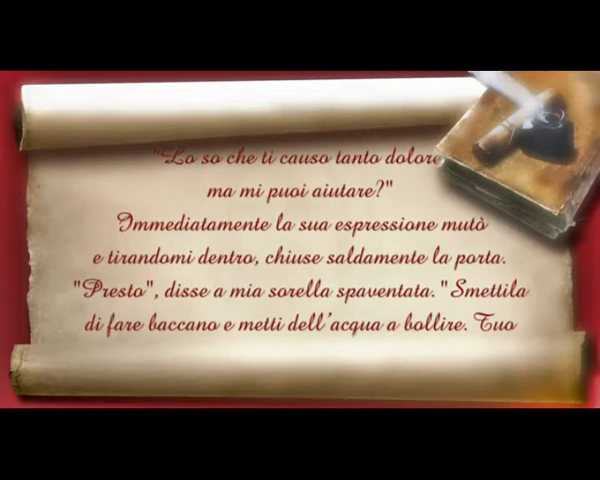 "Lo so che ti causo tanto dolore
ma mi puoi aiutare?"
Immediatamente la sua espressione mutò
e tirandomi dentro, chiuse saldamente la porta.
"Presto", disse a mia sorella spaventata. "Smettila
di fare baccano e metti dell'acqua a bollire. Tuo